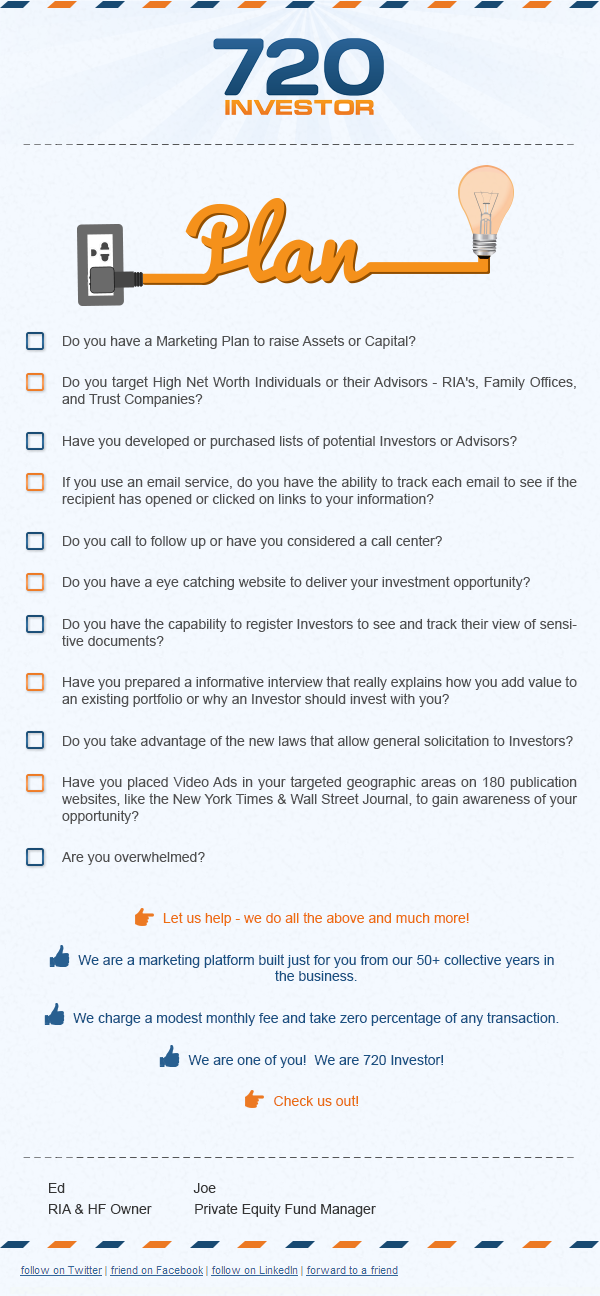 720
INVESTOR
Plan
Do you have a Marketing Plan to raise Assets or Capital?
Do you target High Net Worth Individuals or their Advisors - RIA's, Family Offices,
and Trust Companies?
Have you developed or purchased lists of potential Investors or Advisors?
If you use an email service, do you have the ability to track each email to see if the
recipient has opened or clicked on links to your information?
Do you call to follow up or have you considered a call center?
Do you have a eye catching website to deliver your investment opportunity?
Do you have the capability to register Investors to see and track their view of sensi-
tive documents?
Have you prepared a informative interview that really explains how you add value to
an existing portfolio or why an Investor should invest with you?
Do you take advantage of the new laws that allow general solicitation to Investors?
Have you placed Video Ads in your targeted geographic areas on 180 publication
websites, like the New York Times & Wall Street Journal, to gain awareness of your
opportunity?
Are you overwhelmed?
Let us help - we do all the above and much more!
We are a marketing platform built just for you from our 50+ collective years in
the business.
We charge a modest monthly fee and take zero percentage of any transaction.
We are one of you!  We are 720 Investor!
Check us out!
Ed Joe
RIA & HF Owner Private Equity Fund Manager
follow on Twitter | friend on Facebook | follow on LinkedIn | forward to a friend